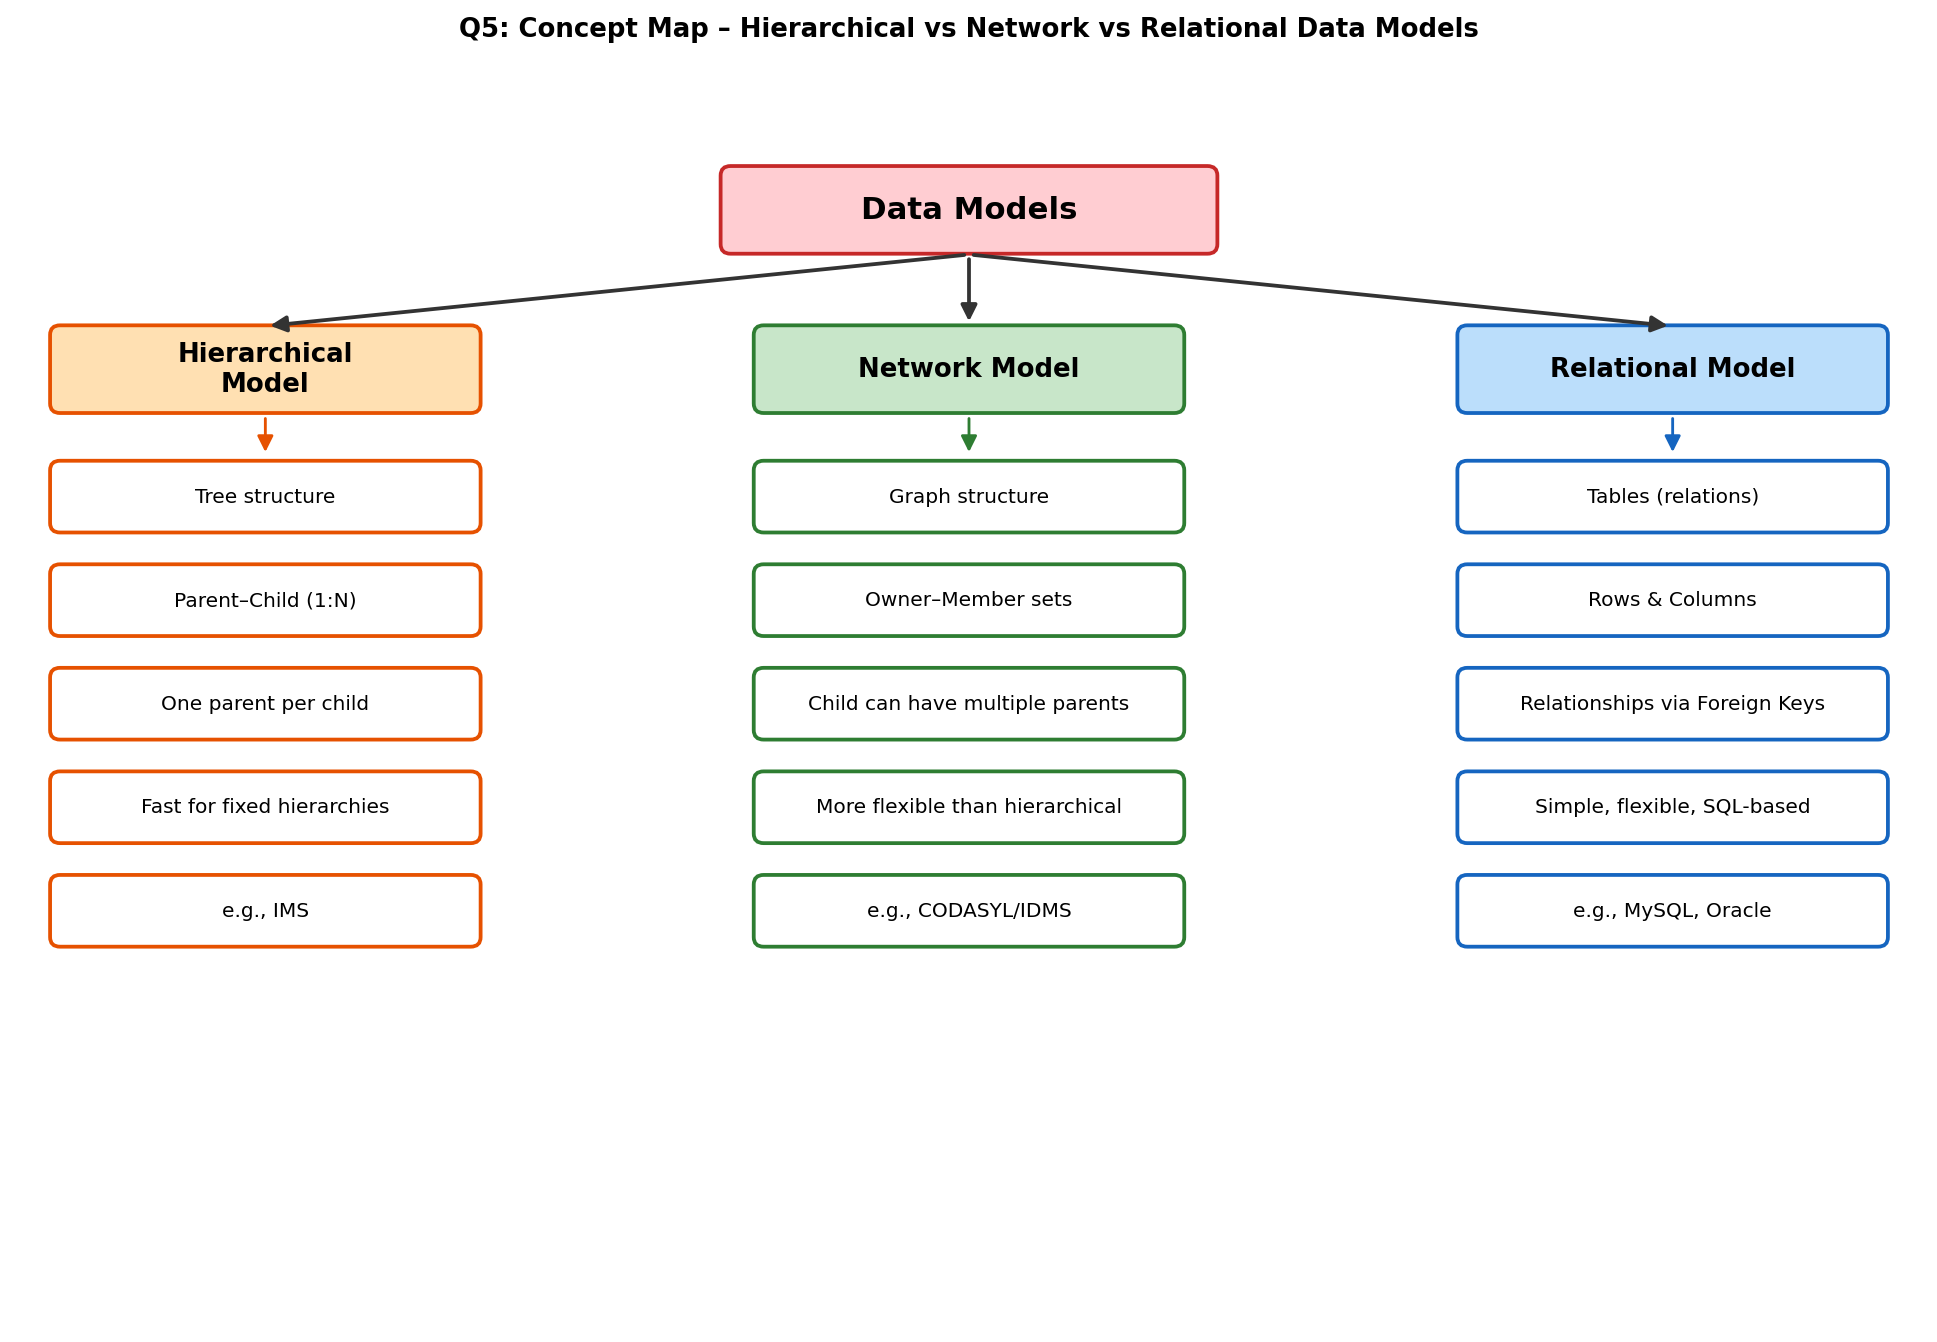 Q5: Concept Map – Hierarchical vs Network vs Relational Data Models
Data Models
Hierarchical
Model
Network Model
Relational Model
Tree structure
Graph structure
Tables (relations)
Parent–Child (1:N)
Owner–Member sets
Rows & Columns
One parent per child
Child can have multiple parents
Relationships via Foreign Keys
Fast for fixed hierarchies
More flexible than hierarchical
Simple, flexible, SQL-based
e.g., IMS
e.g., CODASYL/IDMS
e.g., MySQL, Oracle